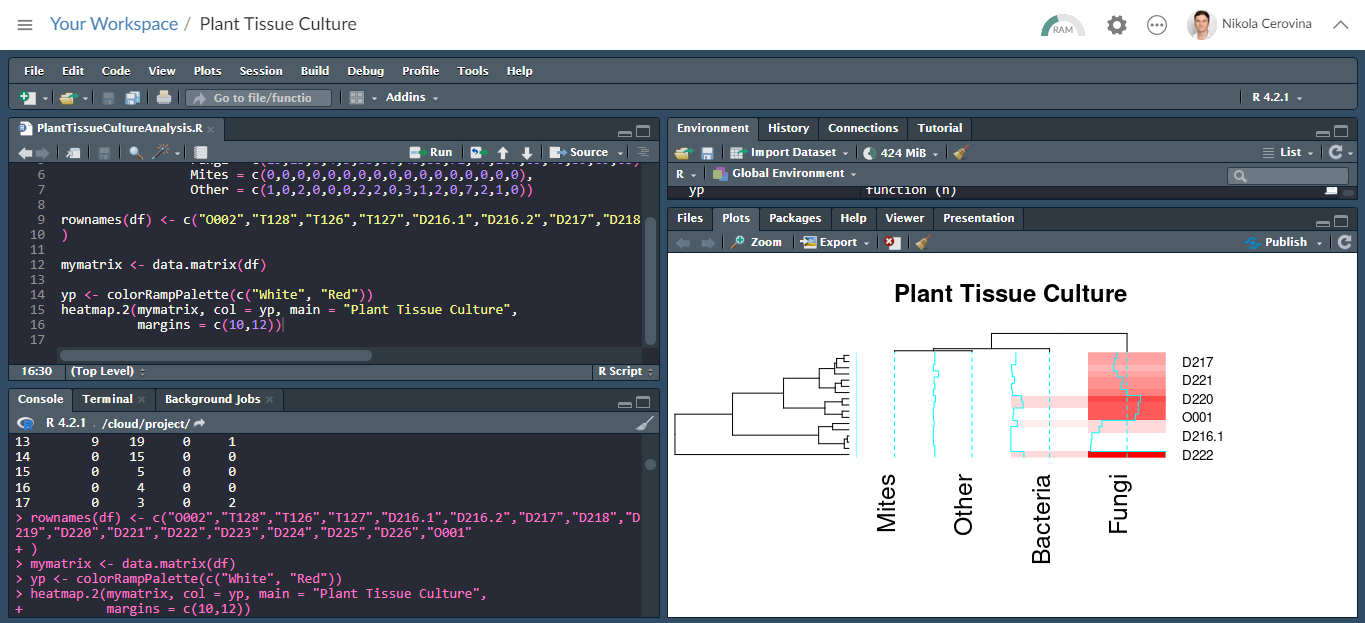 Your Workspace / Plant Tissue Culture
RAM
Nikola Cerovina
File Edit Code View Plots Session Build Debug Profile Tools Help
Go to file/functio
Addins
R 4.2.1
PlantTissueCultureAnalysis.R
Run
Source
6 Mites = c(0,0,0,0,0,0,0,0,0,0,0,0,0,0,0,0,0),
7 Other = c(1,0,2,0,0,0,2,2,0,3,1,2,0,7,2,1,0))
8
9 rownames(df) <- c("O002","T128","T126","T127","D216.1","D216.2","D217","D218
10 )
11
12 mymatrix <- data.matrix(df)
13
14 yp <- colorRampPalette(c("White", "Red"))
15 heatmap.2(mymatrix, col = yp, main = "Plant Tissue Culture",
16 margins = c(10,12))
17
16:30 (Top Level) R Script
Console Terminal Background Jobs
R 4.2.1 . /cloud/project/
13 9 19 0 1
14 0 15 0 0
15 0 5 0 0
16 0 4 0 0
17 0 3 0 2
> rownames(df) <- c("O002","T128","T126","T127","D216.1","D216.2","D217","D218","D
219","D220","D221","D222","D223","D224","D225","D226","O001"
+ )
> mymatrix <- data.matrix(df)
> yp <- colorRampPalette(c("White", "Red"))
> heatmap.2(mymatrix, col = yp, main = "Plant Tissue Culture",
+ margins = c(10,12))
Environment History Connections Tutorial
Import Dataset 424 MiB List
R Global Environment
yp function (n)
Files Plots Packages Help Viewer Presentation
Zoom Export Publish
Plant Tissue Culture
D217
D221
D220
O001
D216.1
D222
Mites
Other
Bacteria
Fungi